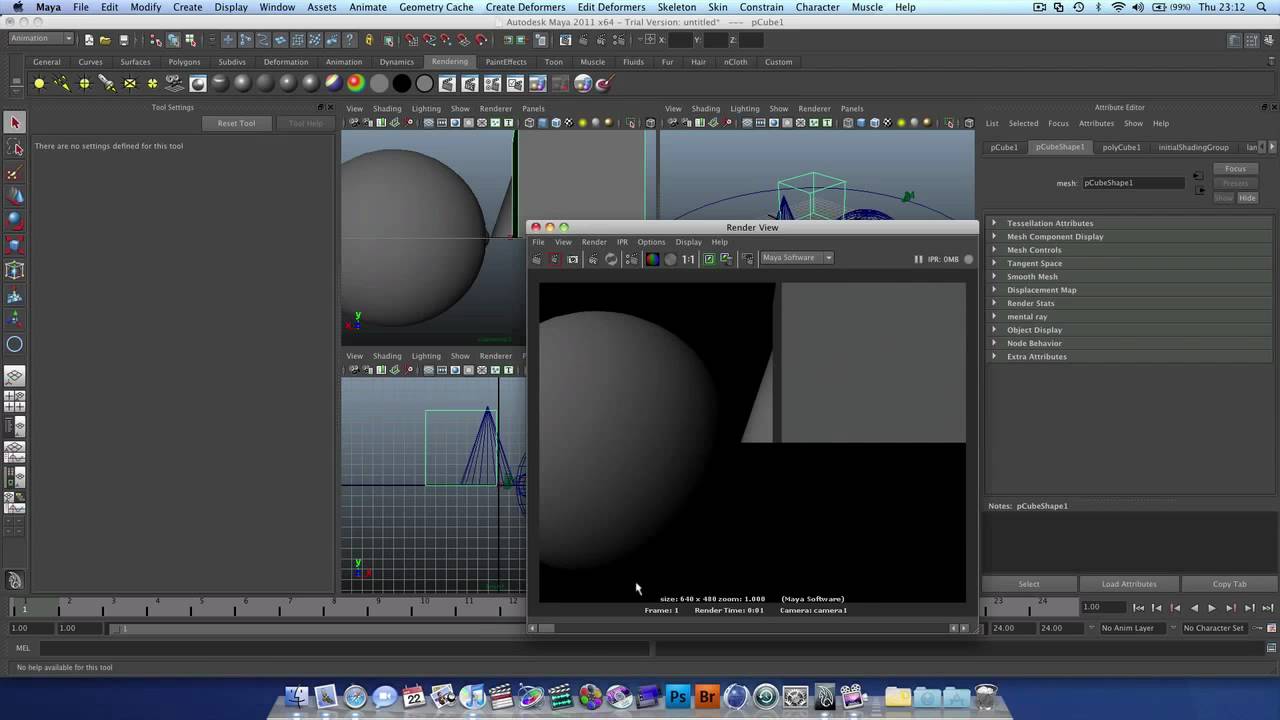 Maya File Edit Modify Create Display Window Assets Animate Geometry Cache Create Deformers Edit Deformers Skeleton Skin Constrain Character Muscle Help (99%) Thu 23:12
Autodesk Maya 2011 x64 - Trial Version: untitled* --- pCube1
Animation X: Y: Z:
General Curves Surfaces Polygons Subdivs Deformation Animation Dynamics Rendering PaintEffects Toon Muscle Fluids Fur Hair nCloth Custom
Tool Settings
Attribute Editor
View Shading Lighting Show Renderer Panels
View Shading Lighting Show Renderer Panels
Reset Tool Tool Help
List Selected Focus Attributes Show Help
There are no settings defined for this tool
pCube1 pCubeShape1 polyCube1 initialShadingGroup lan
Focus
mesh: pCubeShape1
Presets
Show Hide
Tessellation Attributes
Mesh Component Display
Mesh Controls
Tangent Space
Smooth Mesh
Displacement Map
Render Stats
mental ray
Object Display
Node Behavior
Extra Attributes
Render View
File View Render IPR Options Display Help
1:1 Maya Software IPR: 0MB
y
x
View Shading Lighting Show Renderer
y
x
size: 640 x 480 zoom: 1.000 (Maya Software)
Frame: 1 Render Time: 0:01 Camera: camera1
Notes: pCubeShape1
Select Load Attributes Copy Tab
1 2 3 4 5 6 7 8 9 10 11 12 23 24 1.00
1.00 1.00 1 24.00 24.00 No Anim Layer No Character Set
MEL
No help available for this tool
22
Ps Br